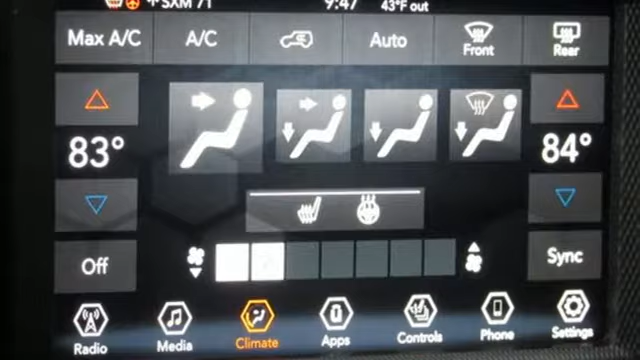 SXM 71 9:47 43°F out
Max A/C A/C Auto Front Rear
83° 84°
Off Sync
Radio Media Climate Apps Controls Phone Settings